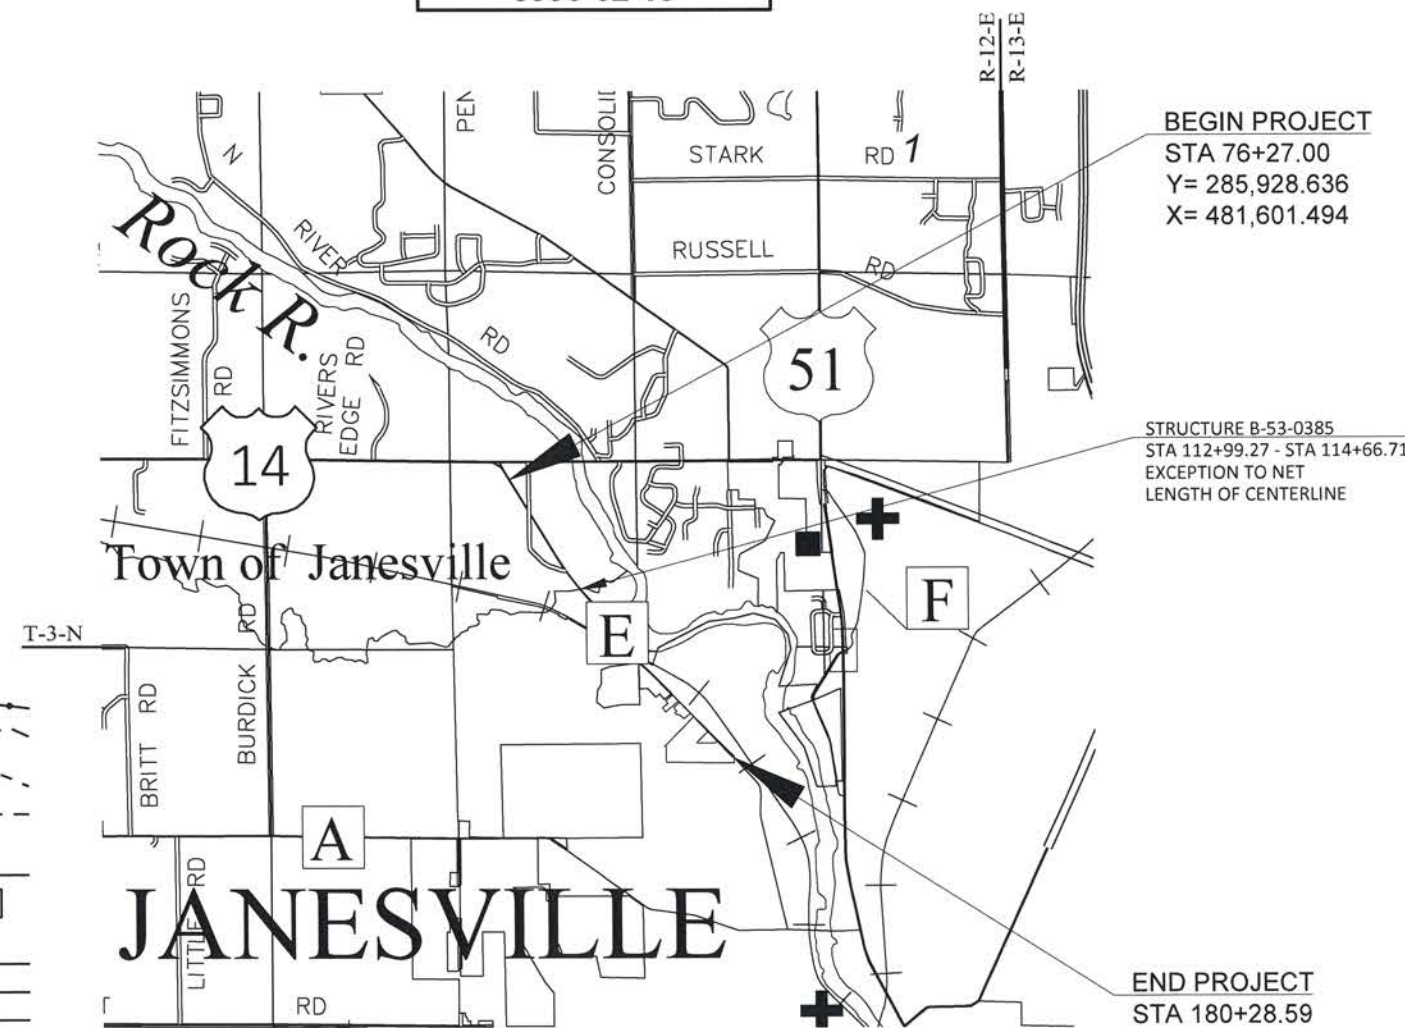 R-12-E
R-13-E
BEGIN PROJECT
STA 76+27.00
Y= 285,928.636
X= 481,601.494
STARK RD 1
N RIVER RD
Rock R.
RUSSELL RD
FITZSIMMONS RD
RIVERS EDGE RD
51
14
STRUCTURE B-53-0385
STA 112+99.27 - STA 114+66.71
EXCEPTION TO NET
LENGTH OF CENTERLINE
Town of Janesville
F
E
T-3-N
BRITT RD
BURDICK RD
A
JANESVILLE
LITTLE RD
RD
END PROJECT
STA 180+28.59